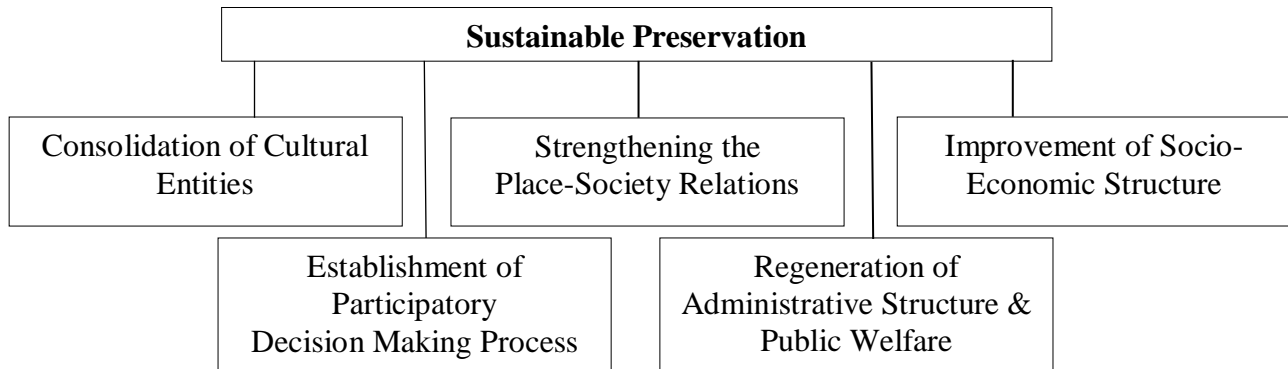 Sustainable Preservation
Consolidation of Cultural
Entities
Strengthening the
Place-Society Relations
Improvement of Socio-
Economic Structure
Establishment of
Participatory
Decision Making Process
Regeneration of
Administrative Structure &
Public Welfare